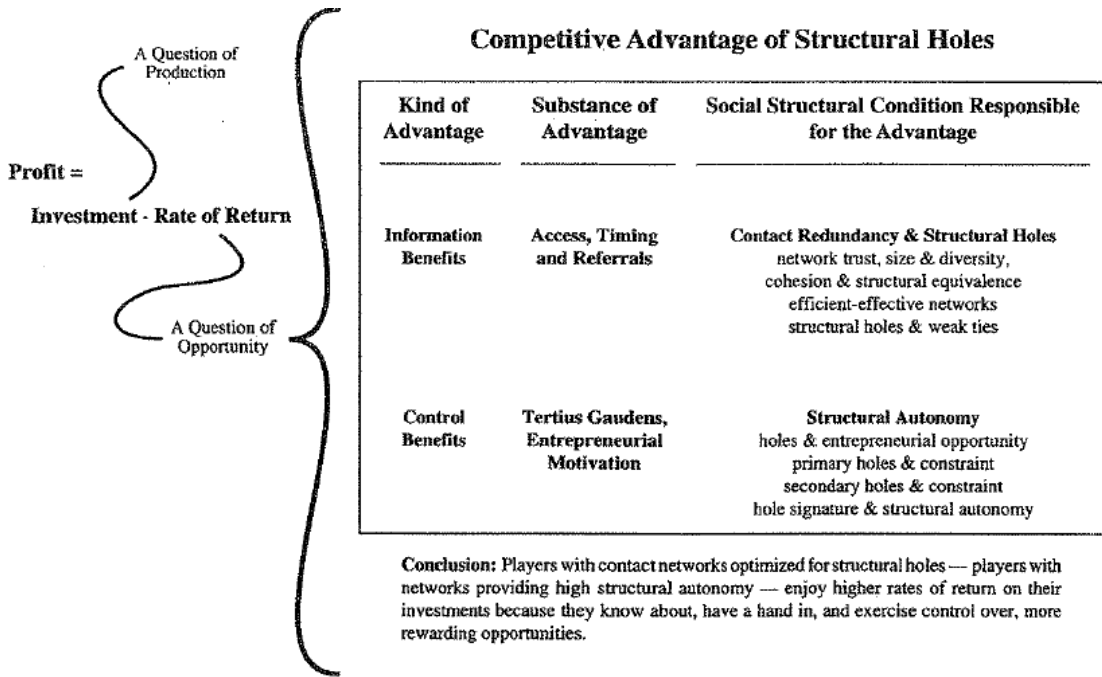 A Question of
Production
Profit =
Investment - Rate of Return
A Question of
Opportunity
Competitive Advantage of Structural Holes
Kind of
Advantage
Substance of
Advantage
Social Structural Condition Responsible
for the Advantage
Information
Benefits
Access, Timing
and Referrals
Contact Redundancy & Structural Holes
network trust, size & diversity,
cohesion & structural equivalence
efficient-effective networks
structural holes & weak ties
Control
Benefits
Tertius Gaudens,
Entrepreneurial
Motivation
Structural Autonomy
holes & entrepreneurial opportunity
primary holes & constraint
secondary holes & constraint
hole signature & structural autonomy
Conclusion: Players with contact networks optimized for structural holes — players with
networks providing high structural autonomy — enjoy higher rates of return on their
investments because they know about, have a hand in, and exercise control over, more
rewarding opportunities.